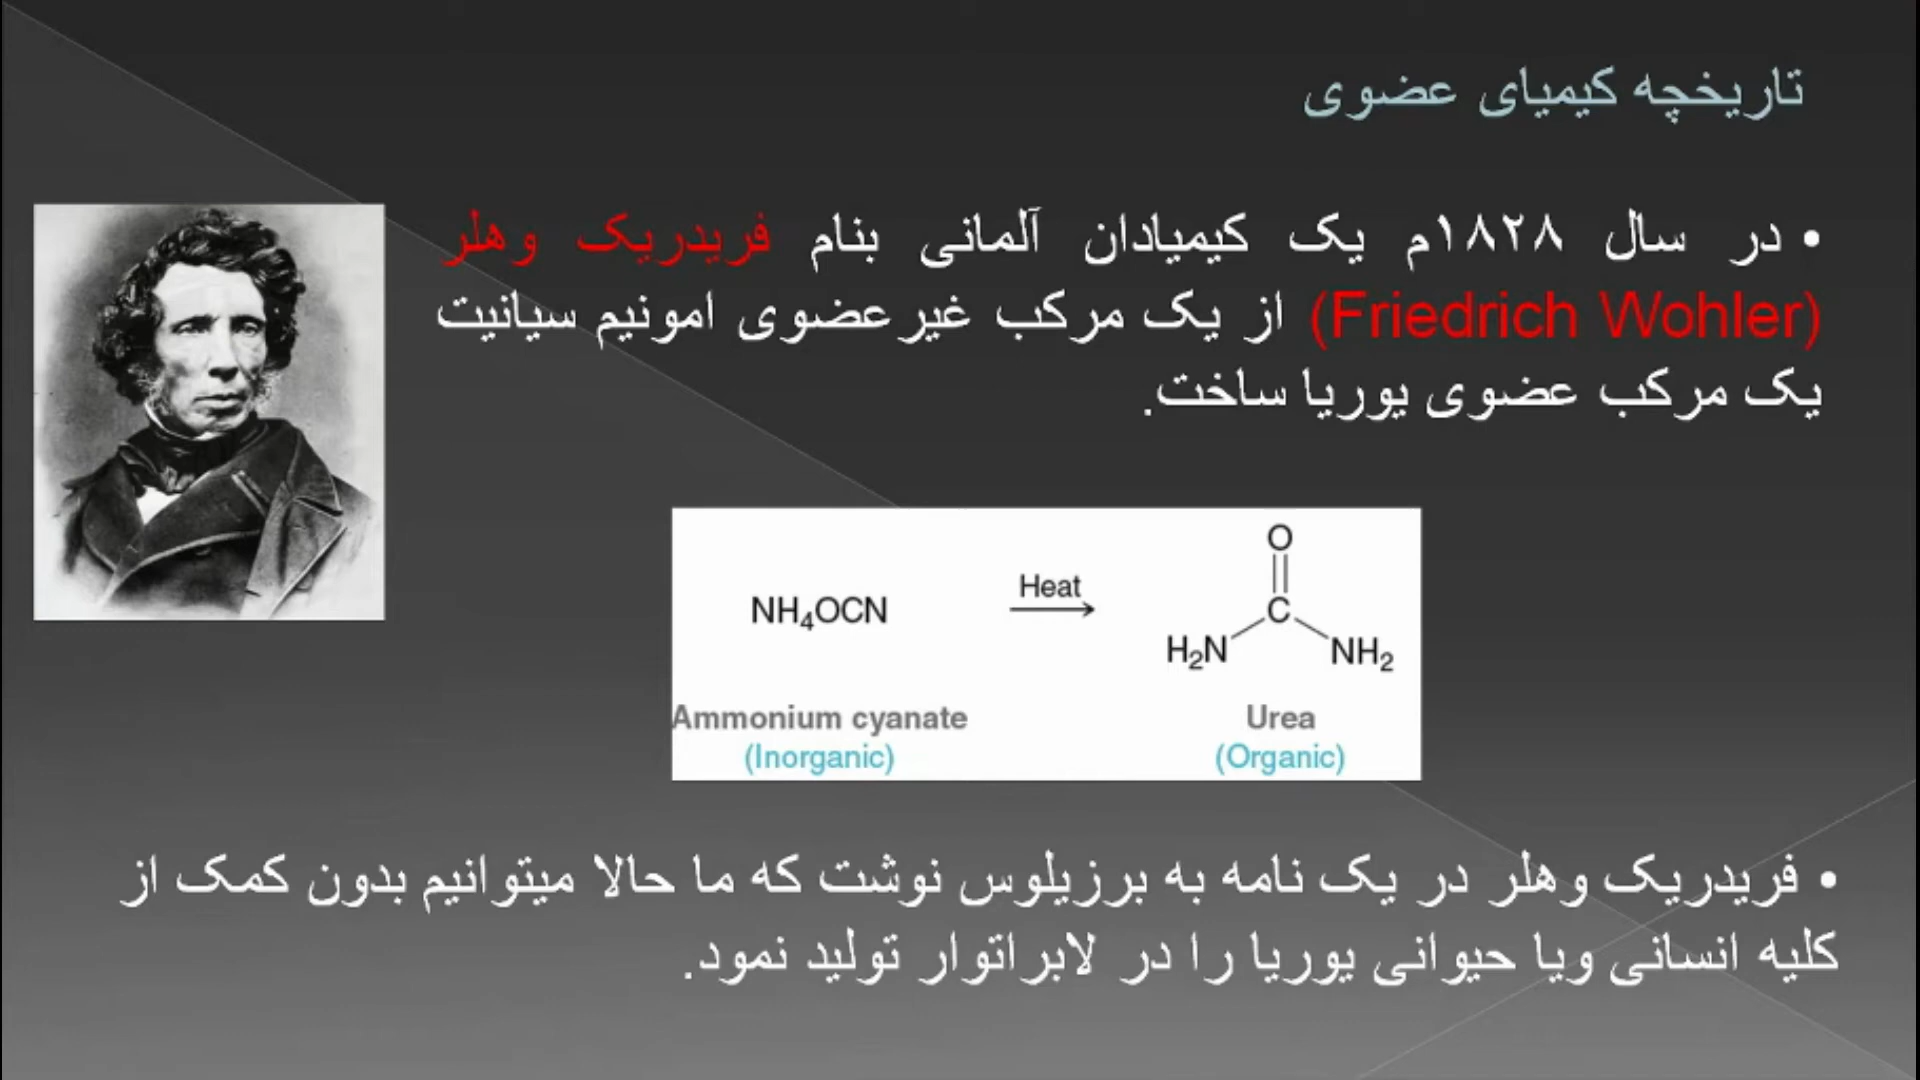 تاریخچه کیمیای عضوی
• در سال ۱۸۲۸م یک کیمیادان آلمانی بنام فریدریک وهلر
(Friedrich Wohler) از یک مرکب غیرعضوی امونیم سیانیت
یک مرکب عضوی یوریا ساخت.
O
Heat
NH₄OCN
C
H₂N
NH₂
Ammonium cyanate
Urea
(Inorganic)
(Organic)
• فریدریک وهلر در یک نامه به برزیلوس نوشت که ما حالا میتوانیم بدون کمک از
کلیه انسانی ویا حیوانی یوریا را در لابراتوار تولید نمود.